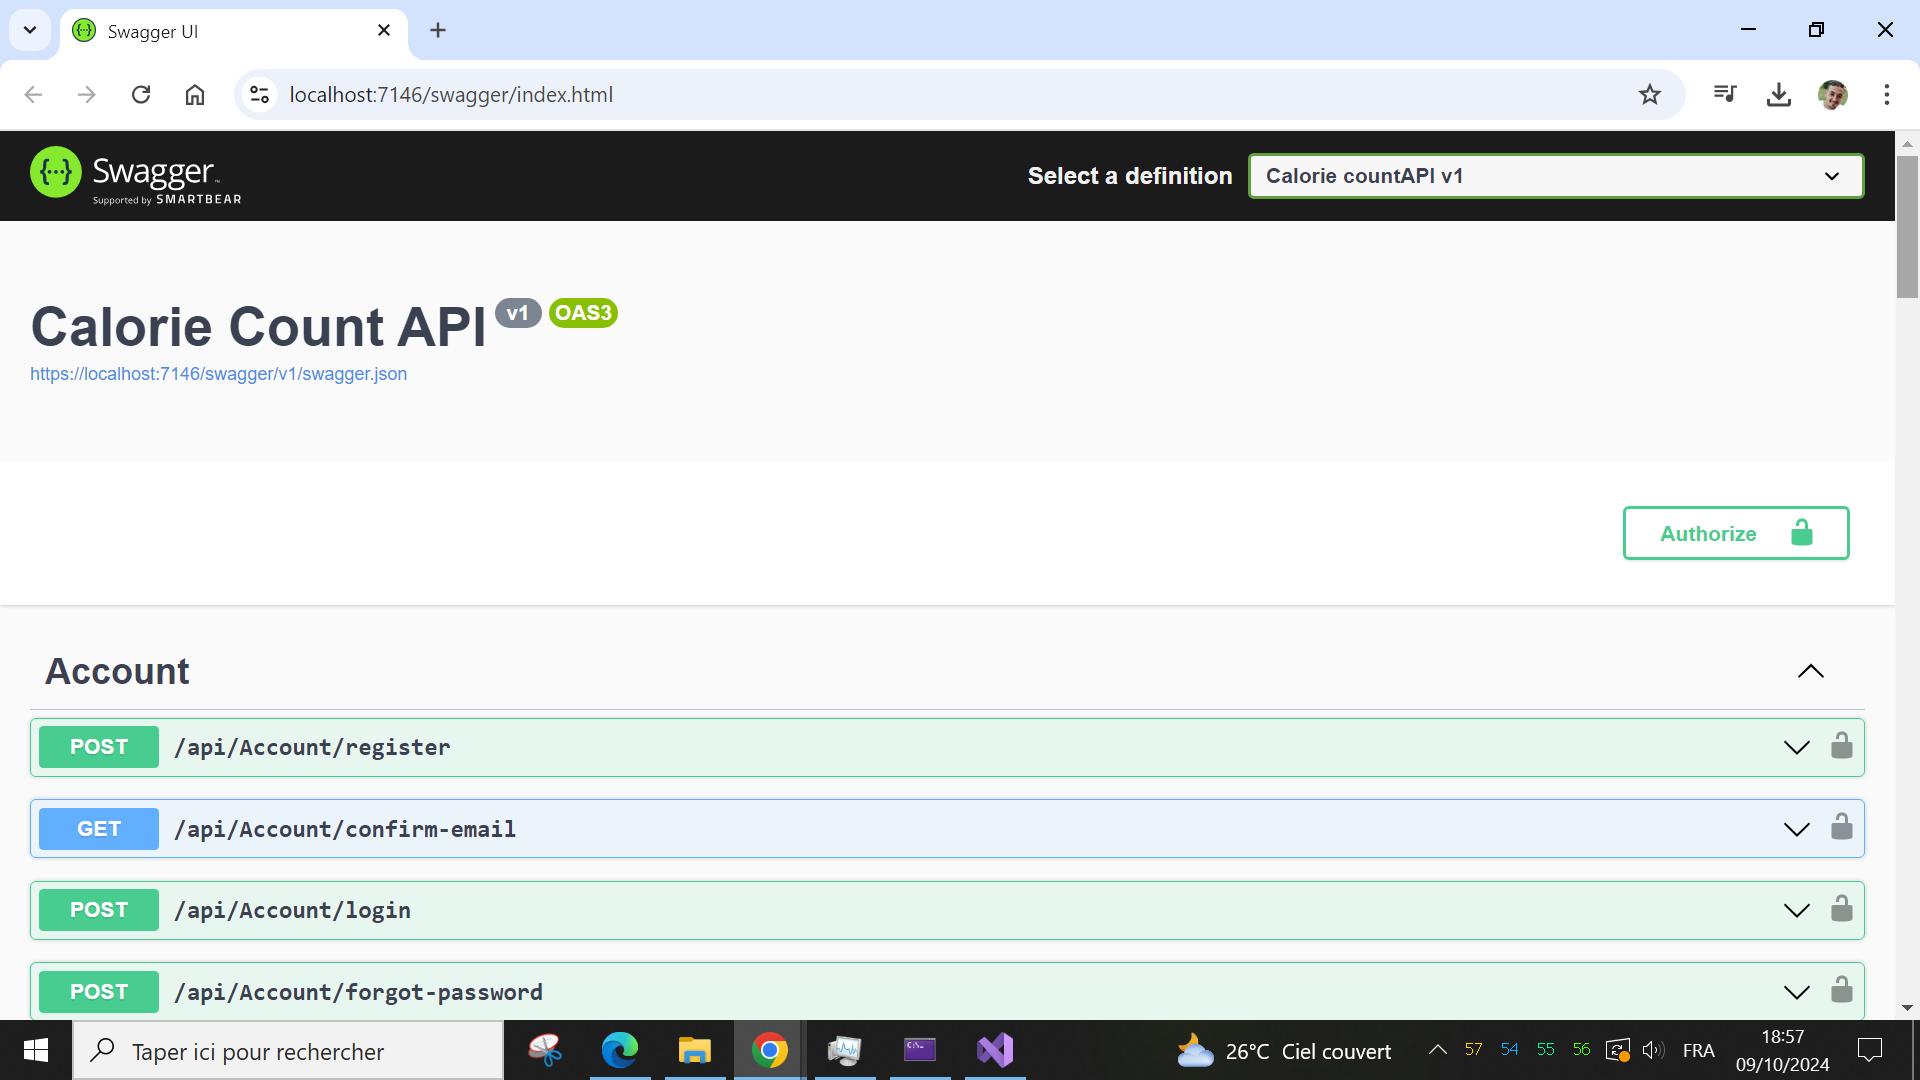 Swagger UI
localhost:7146/swagger/index.html
Swagger™
Supported by SMARTBEAR
Select a definition
Calorie countAPI v1
Calorie Count API v1 OAS3
https://localhost:7146/swagger/v1/swagger.json
Authorize
Account
POST /api/Account/register
GET /api/Account/confirm-email
POST /api/Account/login
POST /api/Account/forgot-password
Taper ici pour rechercher
26°C Ciel couvert
57 54 55 56
FRA
18:57
09/10/2024